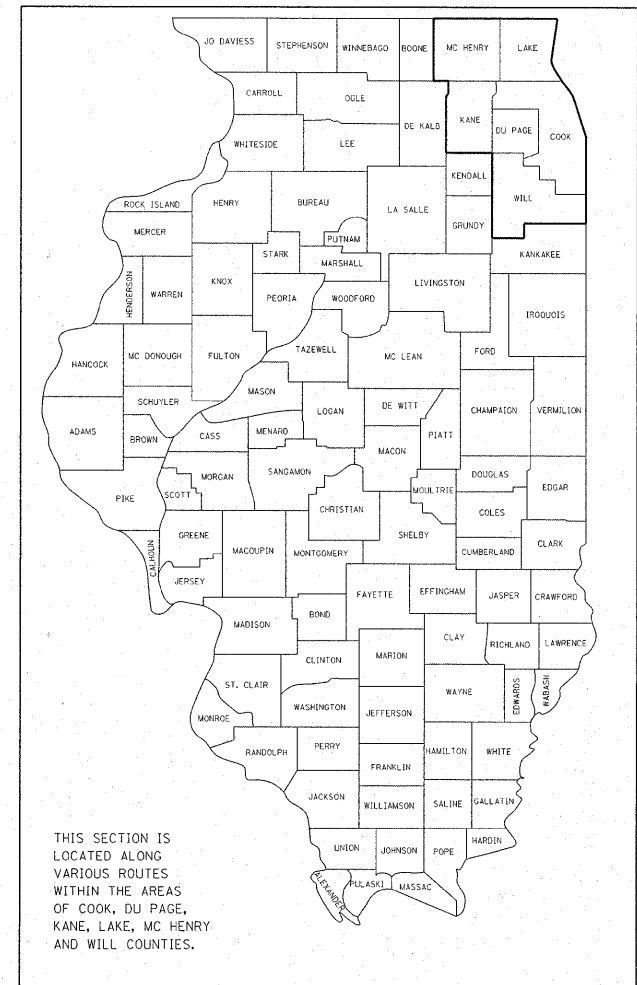 JO DAVIESS
STEPHENSON
WINNEBAGO
BOONE
MC HENRY
LAKE
CARROLL
OGLE
DE KALB
KANE
DU PAGE
COOK
WHITESIDE
LEE
KENDALL
WILL
ROCK ISLAND
HENRY
BUREAU
LA SALLE
GRUNDY
MERCER
PUTNAM
STARK
MARSHALL
KANKAKEE
HENDERSON
WARREN
KNOX
PEORIA
WOODFORD
LIVINGSTON
IROQUOIS
HANCOCK
MC DONOUGH
FULTON
TAZEWELL
MC LEAN
FORD
MASON
SCHUYLER
LOGAN
DE WITT
CHAMPAIGN
VERMILION
ADAMS
BROWN
CASS
MENARD
MACON
PIATT
PIKE
SCOTT
MORGAN
SANGAMON
CHRISTIAN
MOULTRIE
DOUGLAS
EDGAR
COLES
CALHOUN
GREENE
MACOUPIN
MONTGOMERY
SHELBY
CUMBERLAND
CLARK
JERSEY
FAYETTE
EFFINGHAM
JASPER
CRAWFORD
MADISON
BOND
CLAY
RICHLAND
LAWRENCE
CLINTON
MARION
ST. CLAIR
WAYNE
EDWARDS
WABASH
MONROE
WASHINGTON
JEFFERSON
RANDOLPH
PERRY
HAMILTON
WHITE
FRANKLIN
JACKSON
WILLIAMSON
SALINE
GALLATIN
UNION
JOHNSON
POPE
HARDIN
ALEXANDER
PULASKI
MASSAC
THIS SECTION IS
LOCATED ALONG
VARIOUS ROUTES
WITHIN THE AREAS
OF COOK, DU PAGE,
KANE, LAKE, MC HENRY
AND WILL COUNTIES.